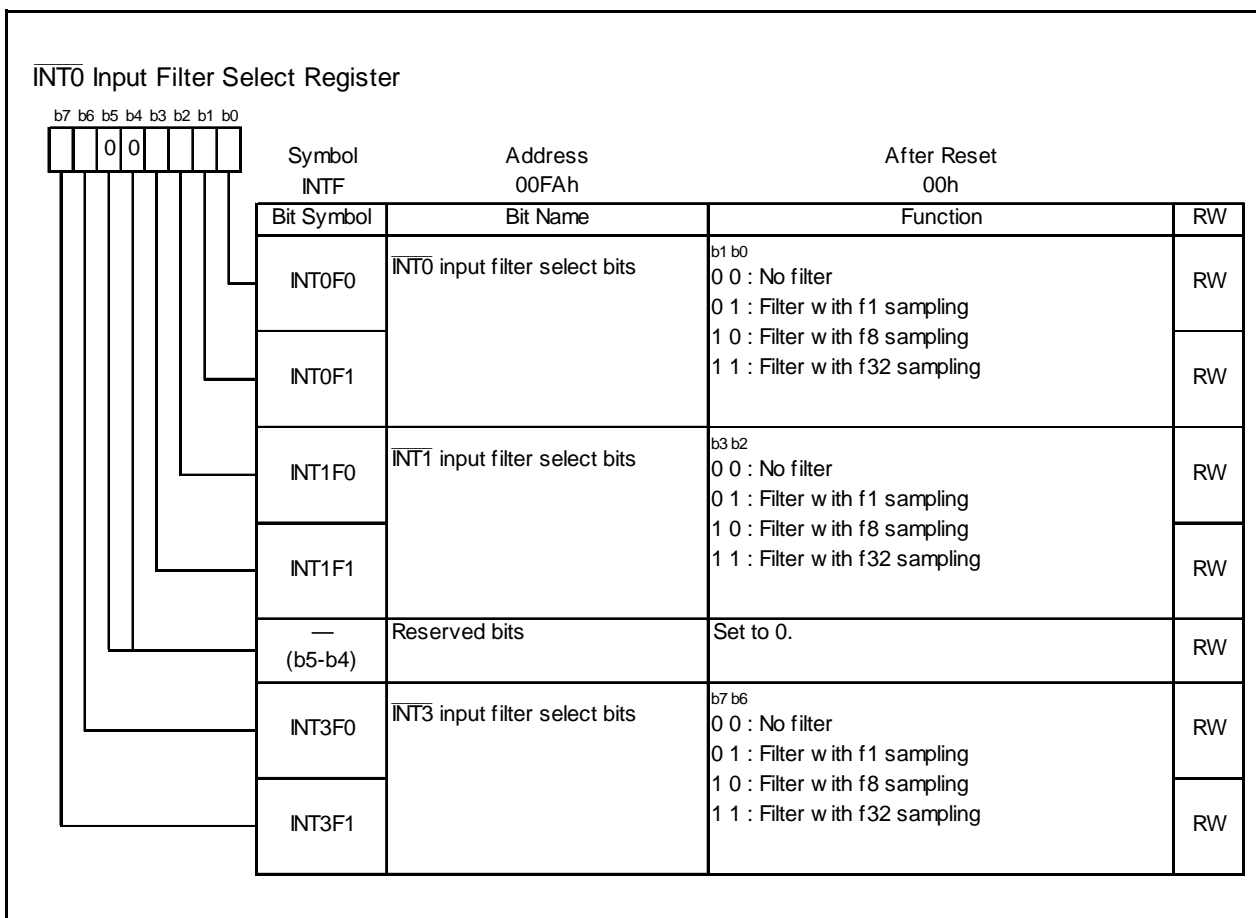 INT0 Input Filter Select Register
b7 b6 b5 b4 b3 b2 b1 b0
0 0
Symbol Address After Reset
INTF 00FAh 00h
Bit Symbol Bit Name Function RW
INT0F0 INT0 input filter select bits b1 b0
0 0 : No filter
0 1 : Filter with f1 sampling
1 0 : Filter with f8 sampling
1 1 : Filter with f32 sampling
RW
INT0F1 RW
INT1F0 INT1 input filter select bits b3 b2
0 0 : No filter
0 1 : Filter with f1 sampling
1 0 : Filter with f8 sampling
1 1 : Filter with f32 sampling
RW
INT1F1 RW
—
(b5-b4)
Reserved bits Set to 0. RW
INT3F0 INT3 input filter select bits b7 b6
0 0 : No filter
0 1 : Filter with f1 sampling
1 0 : Filter with f8 sampling
1 1 : Filter with f32 sampling
RW
INT3F1 RW